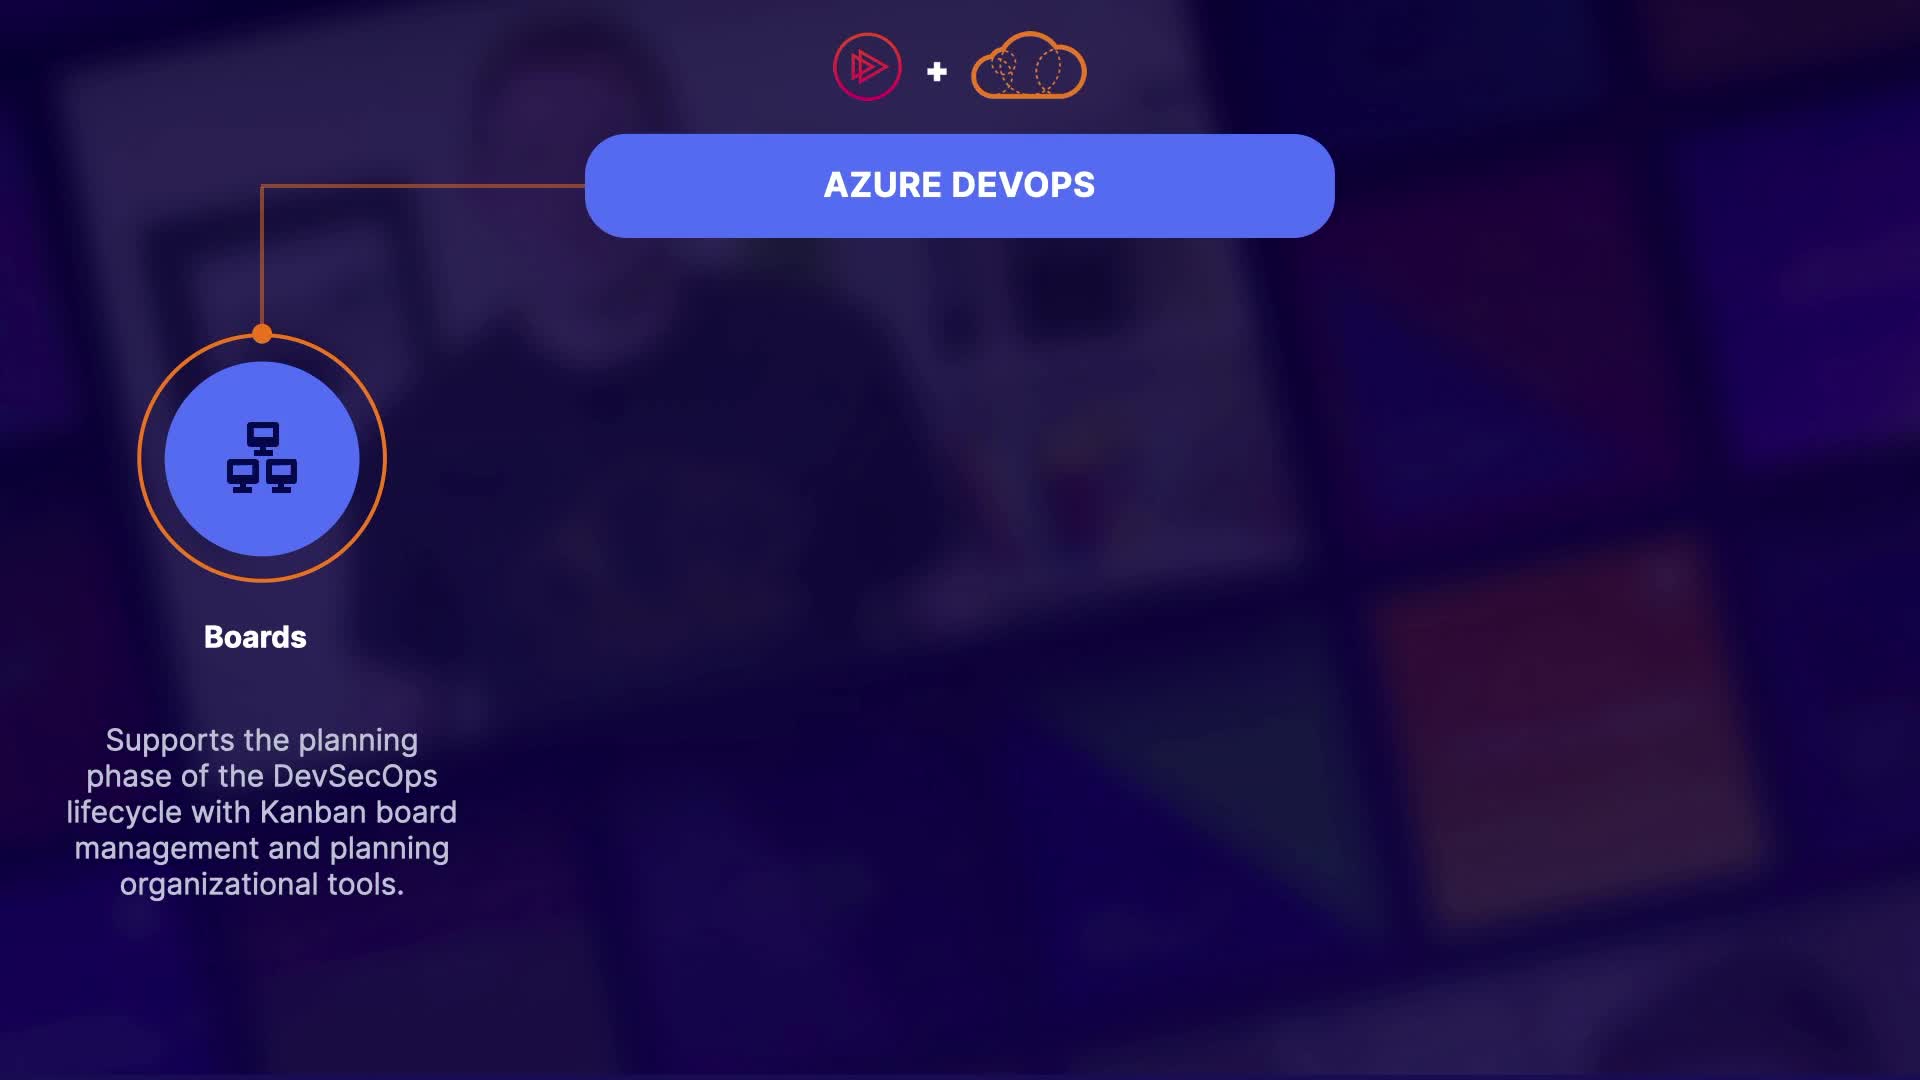 AZURE DEVOPS
Boards
Supports the planning
phase of the DevSecOps
lifecycle with Kanban board
management and planning
organizational tools.